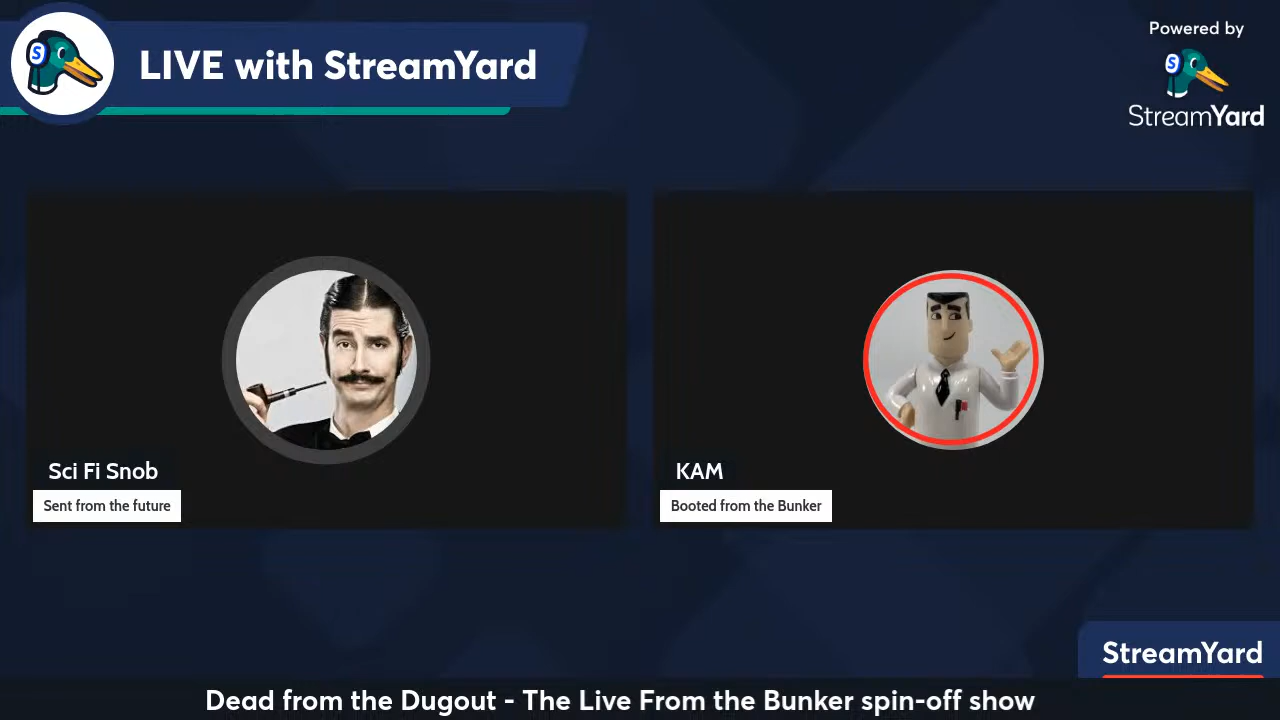 LIVE with StreamYard
Powered by
StreamYard
Sci Fi Snob
Sent from the future
KAM
Booted from the Bunker
StreamYard
Dead from the Dugout - The Live From the Bunker spin-off show